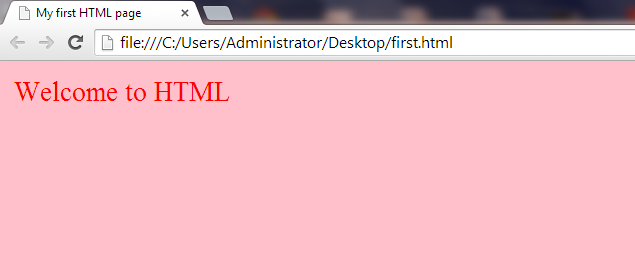 My first HTML page
file:///C:/Users/Administrator/Desktop/first.html
Welcome to HTML